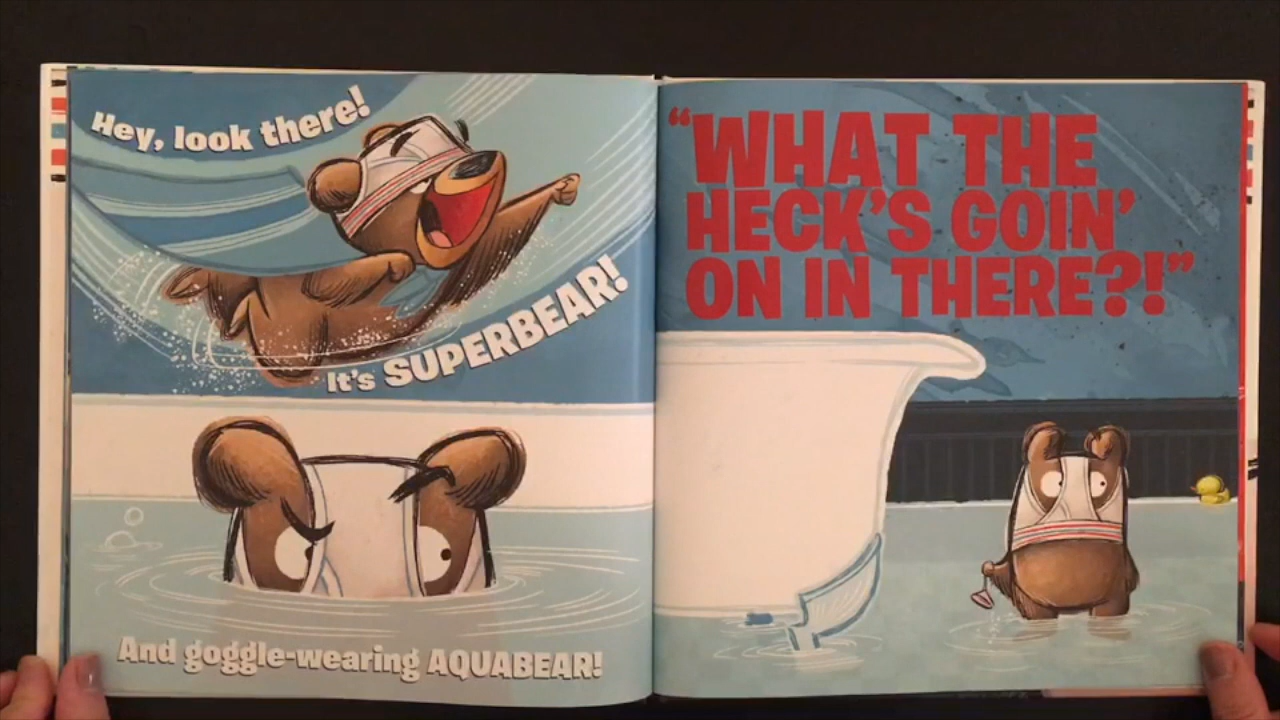 Hey, look there!
It's SUPERBEAR!
And goggle-wearing AQUABEAR!
“WHAT THE
HECK’S GOIN’
ON IN THERE?!”